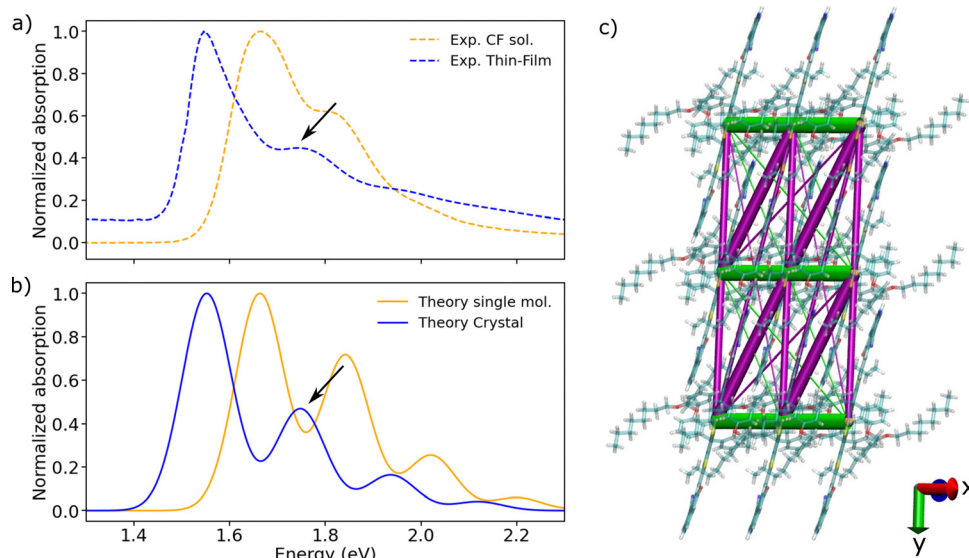 a)
Normalized absorption
1.0
0.8
0.6
0.4
0.2
0.0
Exp. CF sol.
Exp. Thin-Film
b)
Normalized absorption
1.0
0.8
0.6
0.4
0.2
0.0
Theory single mol.
Theory Crystal
1.4 1.6 1.8 2.0 2.2
Energy (eV)
c)
x
y